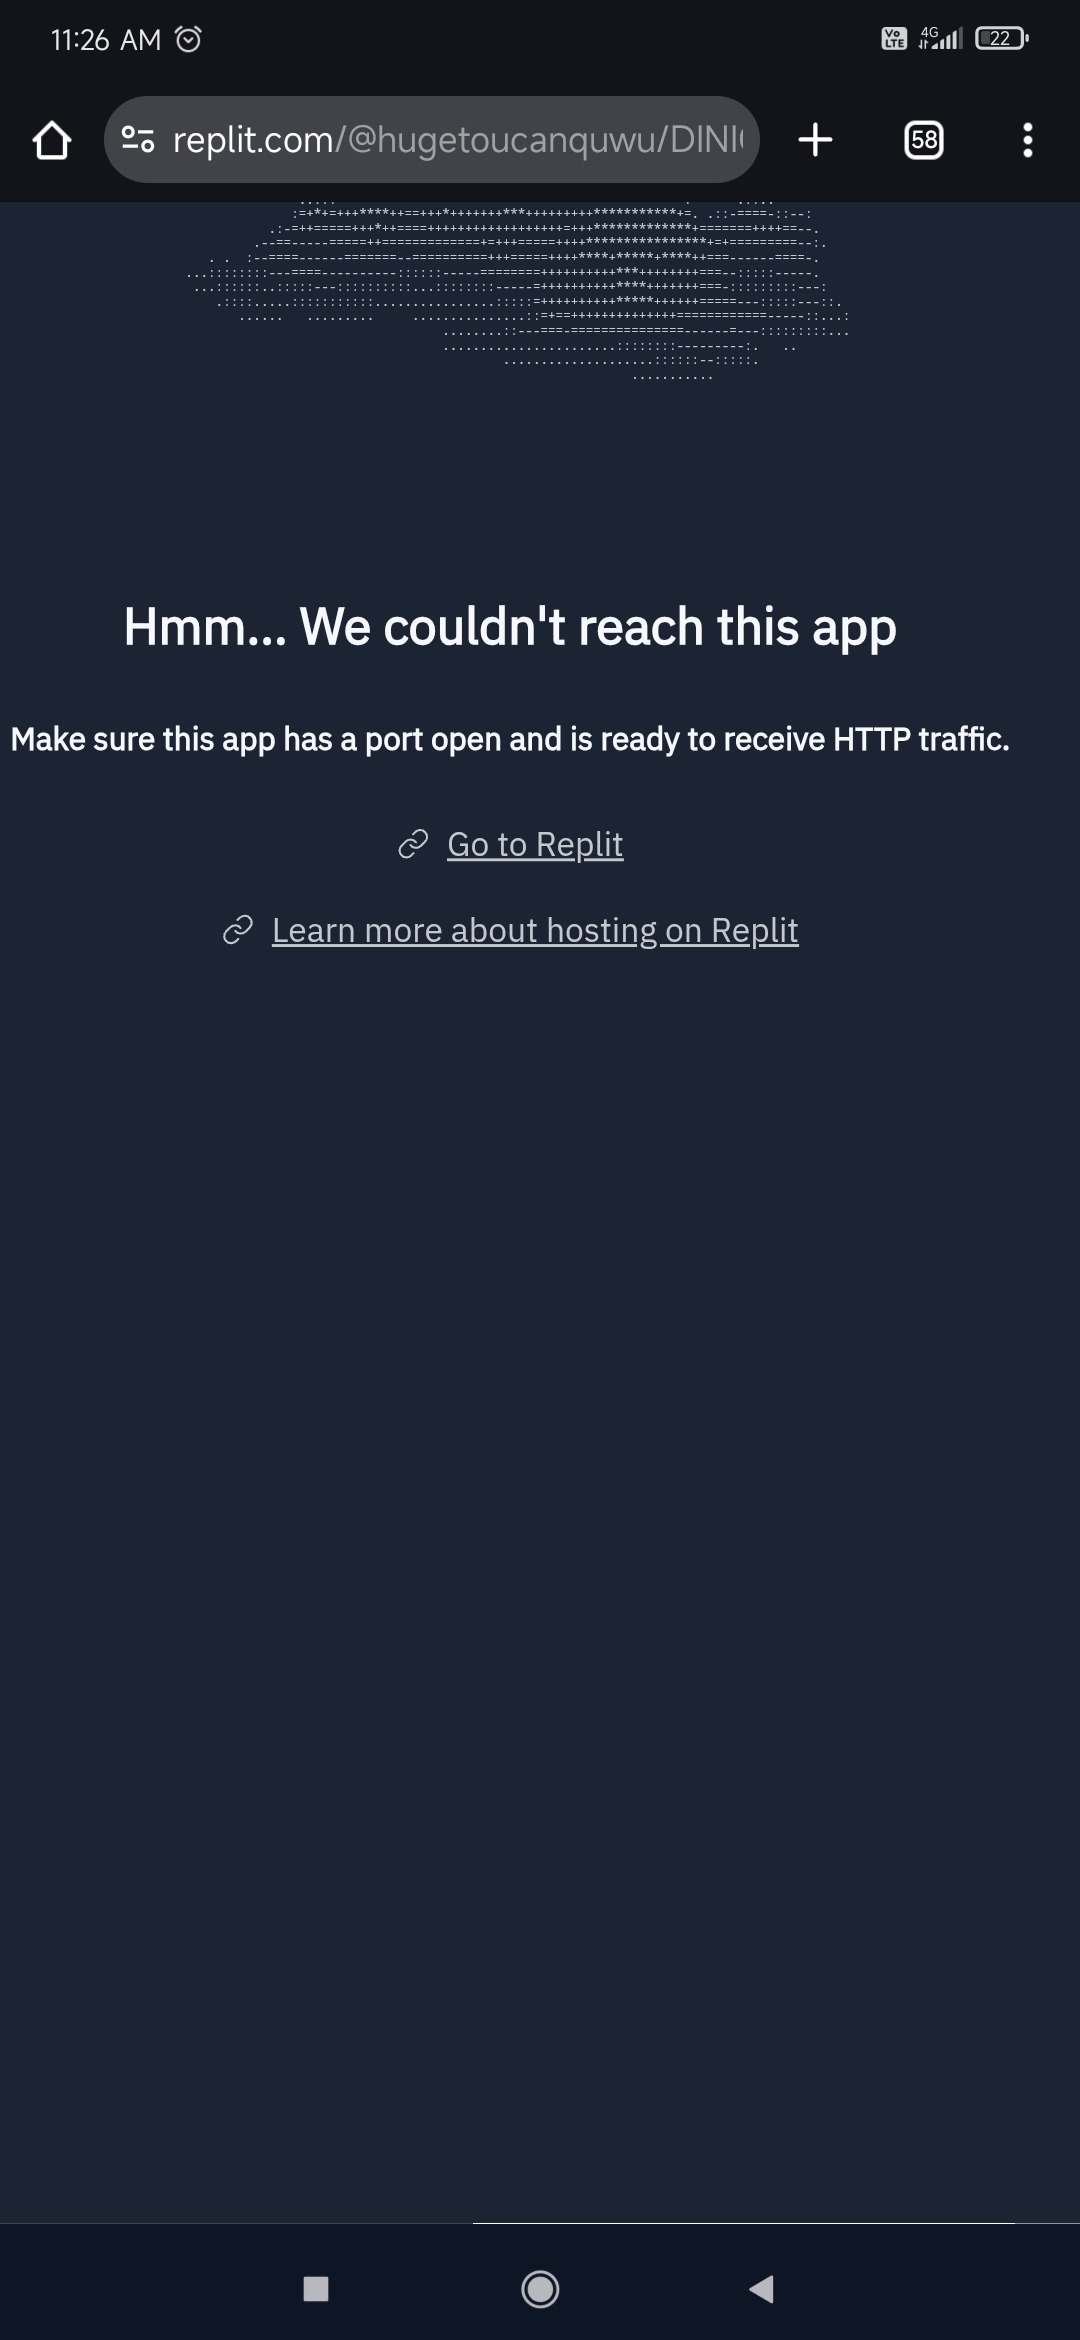 11:26 AM
Vo LTE 4G 22
replit.com/@hugetoucanquwu/DINI
58
Hmm... We couldn't reach this app
Make sure this app has a port open and is ready to receive HTTP traffic.
Go to Replit
Learn more about hosting on Replit